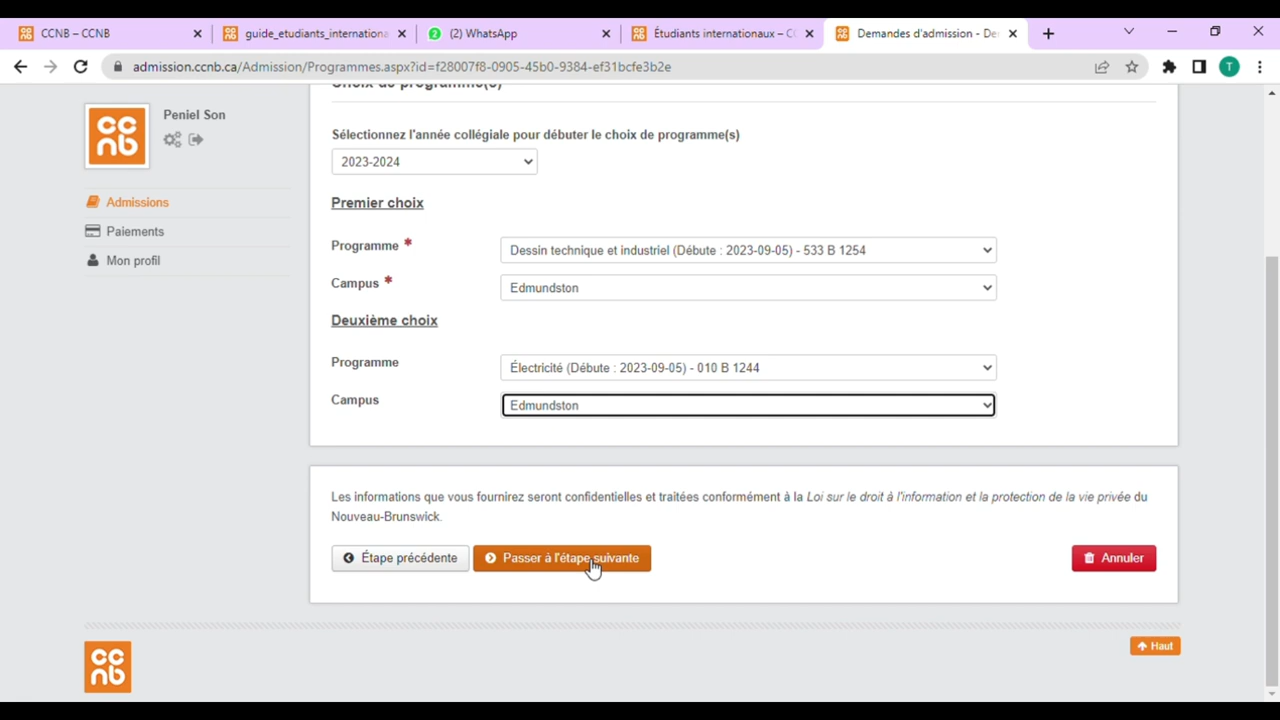 CCNB – CCNB
guide_etudiants_internationa
(2) WhatsApp
Étudiants internationaux – C
Demandes d'admission - De
admission.ccnb.ca/Admission/Programmes.aspx?id=f28007f8-0905-45b0-9384-ef31bcfe3b2e
T
Choix de programme(s)
ccnb
Peniel Son
Admissions
Paiements
Mon profil
Sélectionnez l'année collégiale pour débuter le choix de programme(s)
2023-2024
Premier choix
Programme *
Dessin technique et industriel (Débute : 2023-09-05) - 533 B 1254
Campus *
Edmundston
Deuxième choix
Programme
Électricité (Débute : 2023-09-05) - 010 B 1244
Campus
Edmundston
Les informations que vous fournirez seront confidentielles et traitées conformément à la Loi sur le droit à l'information et la protection de la vie privée du
Nouveau-Brunswick.
Étape précédente
Passer à l'étape suivante
Annuler
Haut
ccnb